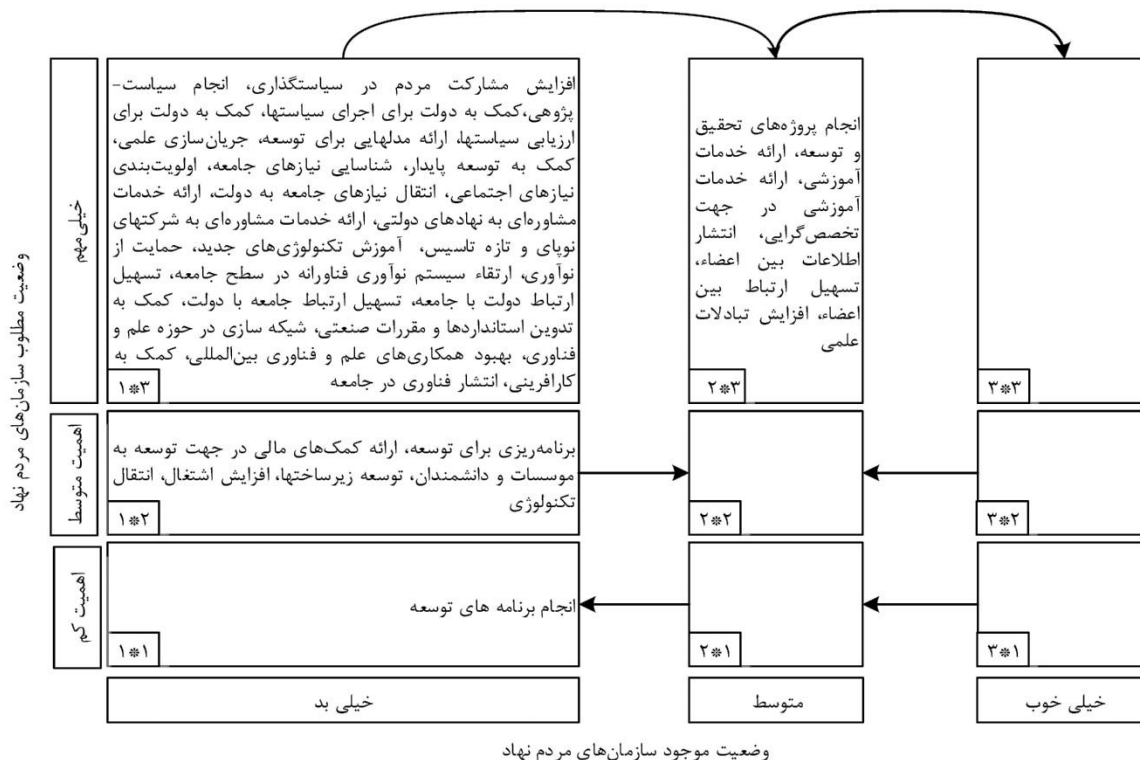 افزایش مشارکت مردم در سیاستگذاری، انجام سیاست-
پژوهی،کمک به دولت برای اجرای سیاستها، کمک به دولت برای
ارزیابی سیاستها، ارائه مدلهایی برای توسعه، جریان‌سازی علمی،
کمک به توسعه پایدار، شناسایی نیازهای جامعه، اولویت‌بندی
نیازهای اجتماعی، انتقال نیازهای جامعه به دولت، ارائه خدمات
مشاوره‌ای به نهادهای دولتی، ارائه خدمات مشاوره‌ای به شرکتهای
نوپای و تازه تاسیس، آموزش تکنولوژی‌های جدید، حمایت از
نوآوری، ارتقاء سیستم نوآوری فناورانه در سطح جامعه، تسهیل
ارتباط دولت با جامعه، تسهیل ارتباط جامعه با دولت، کمک به
تدوین استانداردها و مقررات صنعتی، شیکه سازی در حوزه علم و
فناوری، بهبود همکاری‌های علم و فناوری بین‌المللی، کمک به
کارافرینی، انتشار فناوری در جامعه
۱*۳
انجام پروژه‌های تحقیق
و توسعه، ارائه خدمات
آموزشی، ارائه خدمات
آموزشی در جهت
تخصص‌گرایی، انتشار
اطلاعات بین اعضاء،
تسهیل ارتباط بین
اعضاء، افزایش تبادلات
علمی
۲*۳
۳*۳
خیلی مهم
وضعیت مطلوب سازمان‌های مردم نهاد
برنامه‌ریزی برای توسعه، ارائه کمک‌های مالی در جهت توسعه به
موسسات و دانشمندان، توسعه زیرساختها، افزایش اشتغال، انتقال
تکنولوژی
۱*۲
۲*۲
۳*۲
اهمیت متوسط
انجام برنامه های توسعه
۱*۱
۲*۱
۳*۱
اهمیت کم
خیلی بد
متوسط
خیلی خوب
وضعیت موجود سازمان‌های مردم نهاد